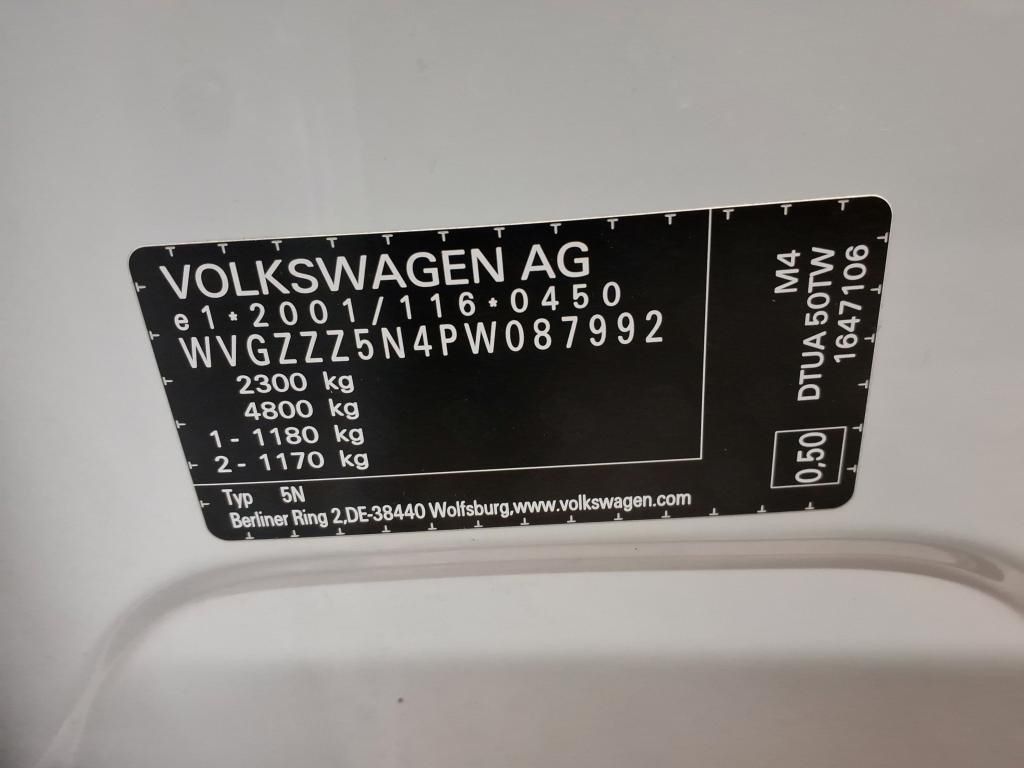 VOLKSWAGEN AG
e1*2001/116*0450
WVGZZZ5N4PW087992
2300 kg
4800 kg
1- 1180 kg
2- 1170 kg
Typ 5N
Berliner Ring 2,DE-38440 Wolfsburg,www.volkswagen.com
M4
DTUA 50TW
1647106
0,50